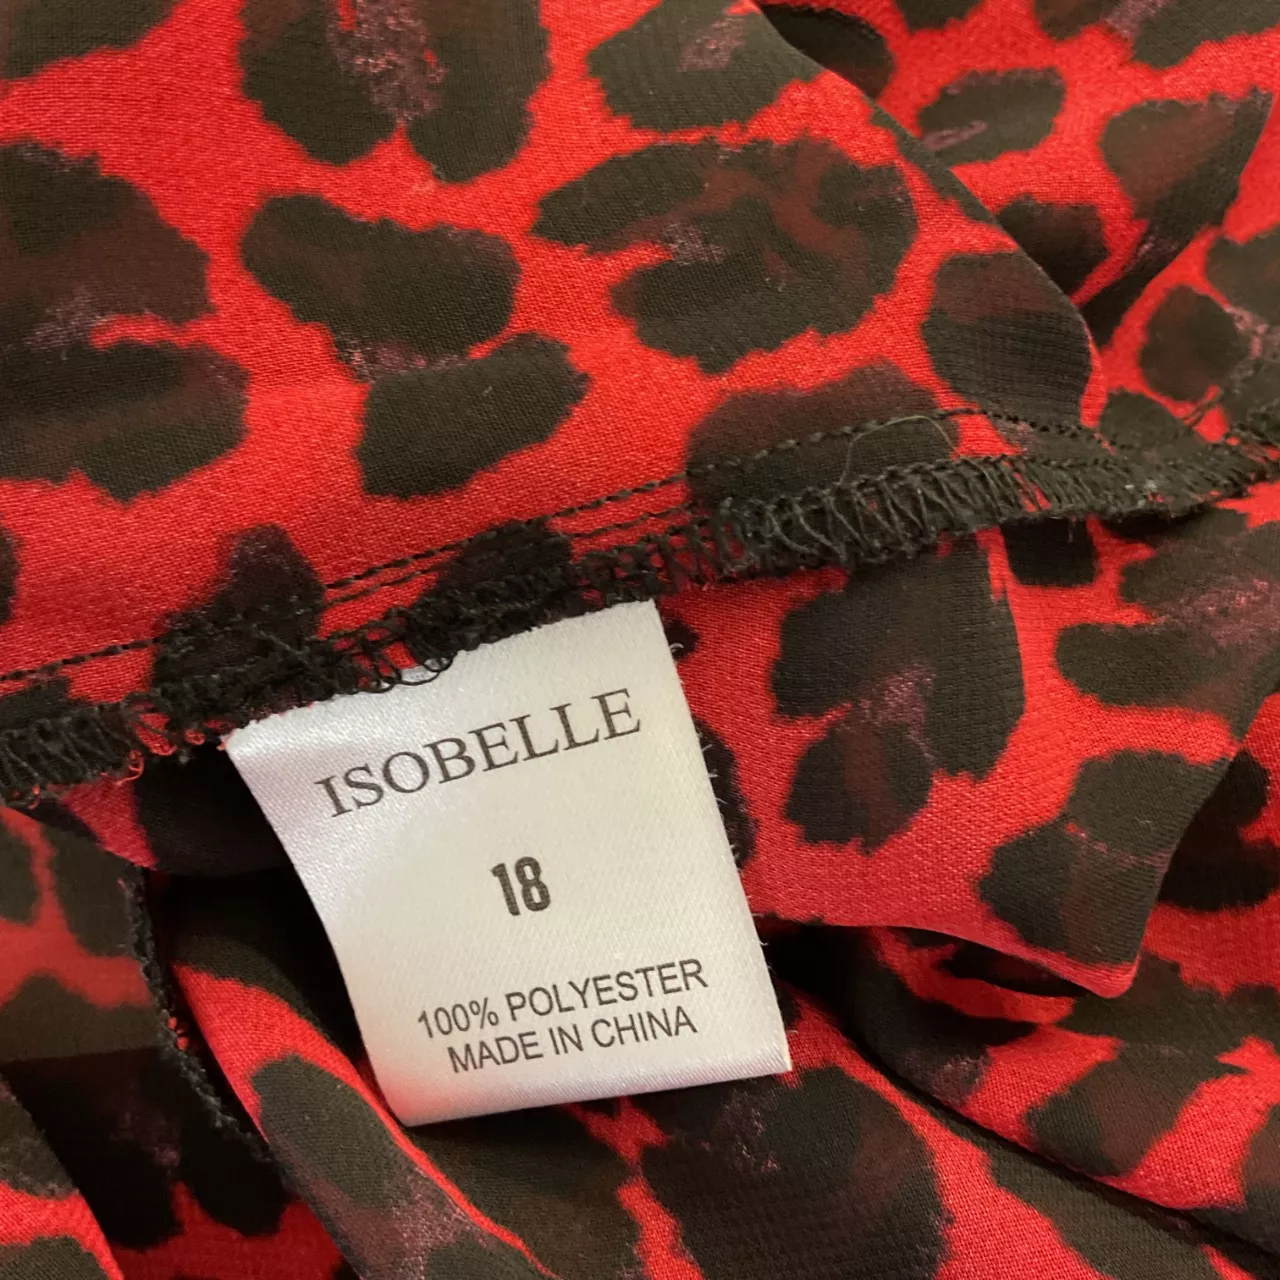 ISOBELLE
18
100% POLYESTER
MADE IN CHINA